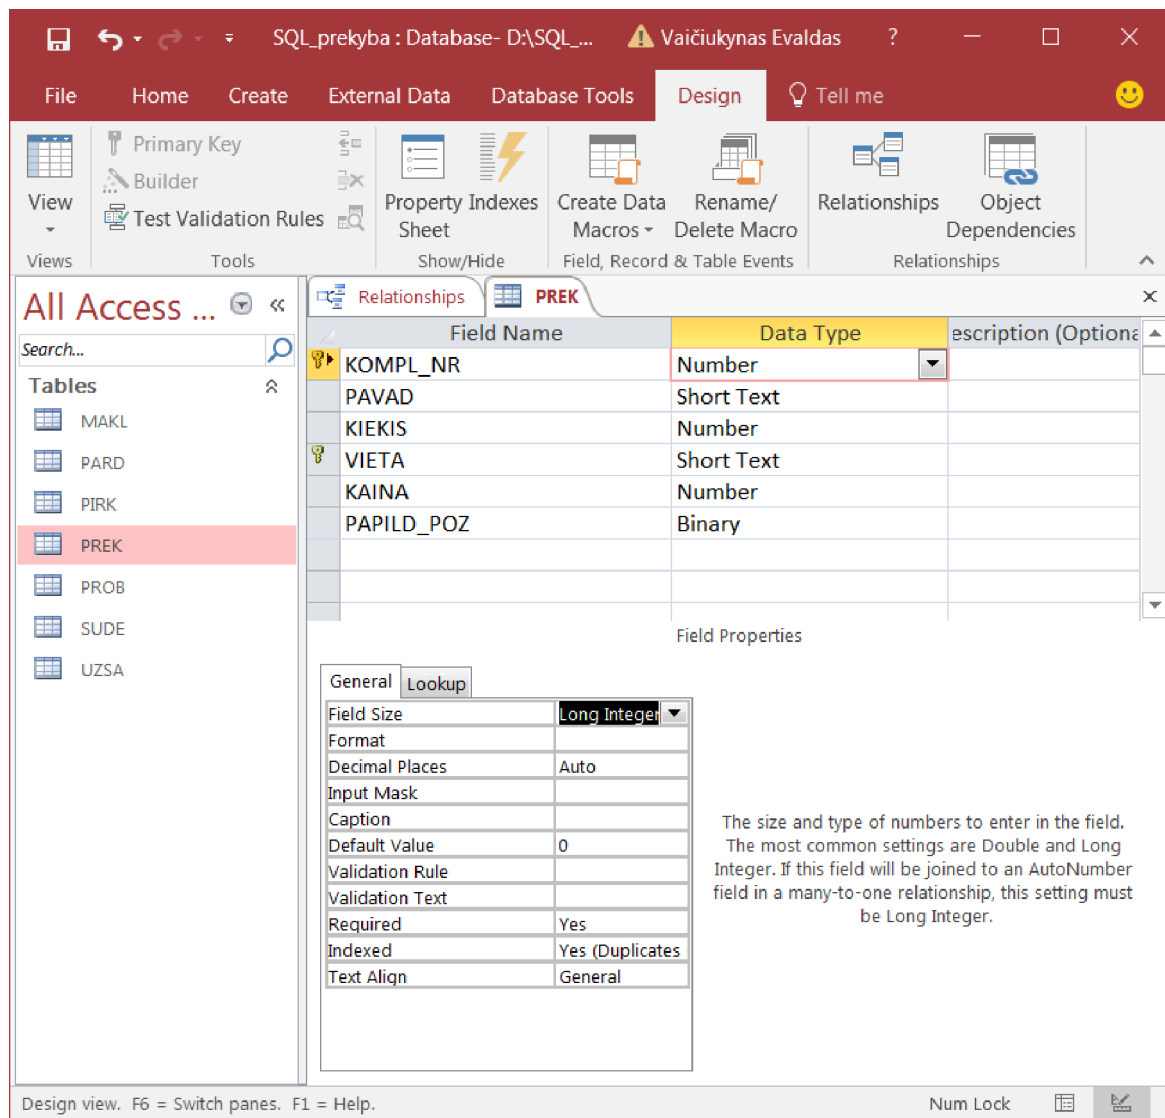 SQL_prekyba : Database- D:\SQL_... Vaičiukynas Evaldas ?
File Home Create External Data Database Tools Design Tell me
View
Primary Key
Builder
Test Validation Rules
Property Sheet
Indexes
Create Data Macros
Rename/ Delete Macro
Relationships
Object Dependencies
Views Tools Show/Hide Field, Record & Table Events Relationships
All Access ...
Search...
Tables
MAKL
PARD
PIRK
PREK
PROB
SUDE
UZSA
Relationships PREK
Field Name Data Type escription (Optiona
KOMPL_NR Number
PAVAD Short Text
KIEKIS Number
VIETA Short Text
KAINA Number
PAPILD_POZ Binary
Field Properties
General Lookup
Field Size Long Integer
Format
Decimal Places Auto
Input Mask
Caption
Default Value 0
Validation Rule
Validation Text
Required Yes
Indexed Yes (Duplicates
Text Align General
The size and type of numbers to enter in the field.
The most common settings are Double and Long
Integer. If this field will be joined to an AutoNumber
field in a many-to-one relationship, this setting must
be Long Integer.
Design view. F6 = Switch panes. F1 = Help. Num Lock